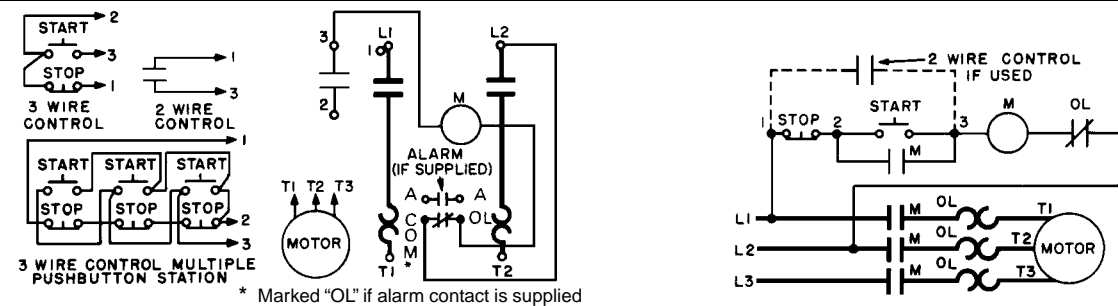 2
START
3
STOP
1
3 WIRE
CONTROL
1
3
2 WIRE
CONTROL
1
START START START
STOP STOP STOP
2
3
3 WIRE CONTROL MULTIPLE
PUSHBUTTON STATION
T1 T2 T3
MOTOR
3
2
L1
1
L2
M
ALARM
(IF SUPPLIED)
A A
COM
*
OL
T1
T2
* Marked “OL” if alarm contact is supplied
2 WIRE CONTROL
IF USED
START
M
OL
1 STOP 2 3
M
L1 M OL T1
L2 M OL T2
MOTOR
L3 M OL T3